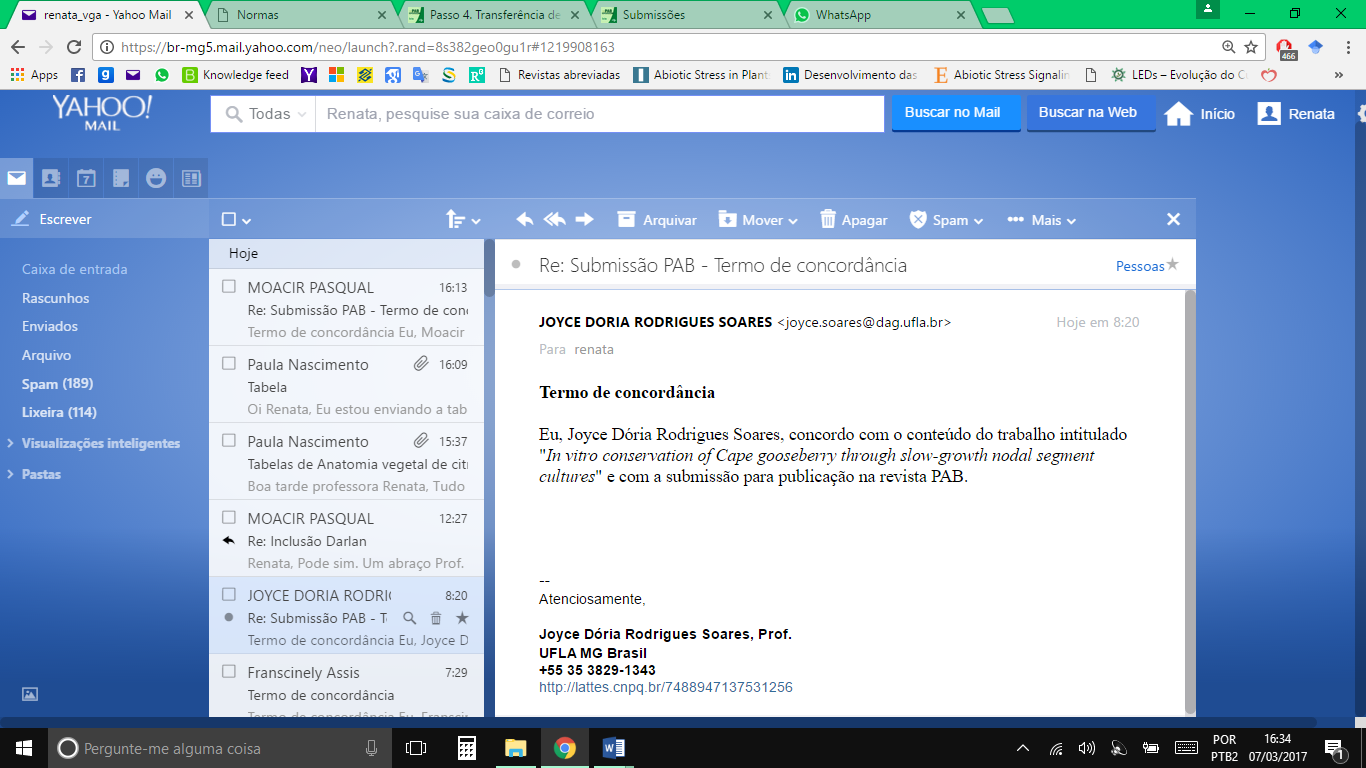 renata_vga - Yahoo Mail
Normas
Passo 4. Transferência de
Submissões
WhatsApp
https://br-mg5.mail.yahoo.com/neo/launch?.rand=8s382geo0gu1r#1219908163
466
Apps
Knowledge feed
Revistas abreviadas
Abiotic Stress in Plant
Desenvolvimento das
Abiotic Stress Signalin
LEDs – Evolução do C
YAHOO!
MAIL
Todas
Renata, pesquise sua caixa de correio
Buscar no Mail
Buscar na Web
Início
Renata
7
Escrever
Arquivar
Mover
Apagar
Spam
Mais
Caixa de entrada
Rascunhos
Enviados
Arquivo
Spam (189)
Lixeira (114)
Visualizações inteligentes
Pastas
Hoje
MOACIR PASQUAL 16:13
Re: Submissão PAB - Termo de conc
Termo de concordância Eu, Moacir
Paula Nascimento 16:09
Tabela
Oi Renata, Eu estou enviando a tab
Paula Nascimento 15:37
Tabelas de Anatomia vegetal de citr
Boa tarde professora Renata, Tudo
MOACIR PASQUAL 12:27
Re: Inclusão Darlan
Renata, Pode sim. Um abraço Prof.
JOYCE DORIA RODRIG 8:20
Re: Submissão PAB - Te
Termo de concordância Eu, Joyce D
Franscinely Assis 7:29
Termo de concordância
Termo de concordância Eu, Franscin
Re: Submissão PAB - Termo de concordância
Pessoas
JOYCE DORIA RODRIGUES SOARES <joyce.soares@dag.ufla.br>
Hoje em 8:20
Para renata
Termo de concordância
Eu, Joyce Dória Rodrigues Soares, concordo com o conteúdo do trabalho intitulado
"In vitro conservation of Cape gooseberry through slow-growth nodal segment
cultures" e com a submissão para publicação na revista PAB.
--
Atenciosamente,
Joyce Dória Rodrigues Soares, Prof.
UFLA MG Brasil
+55 35 3829-1343
http://lattes.cnpq.br/7488947137531256
Pergunte-me alguma coisa
POR
PTB2
16:34
07/03/2017
1